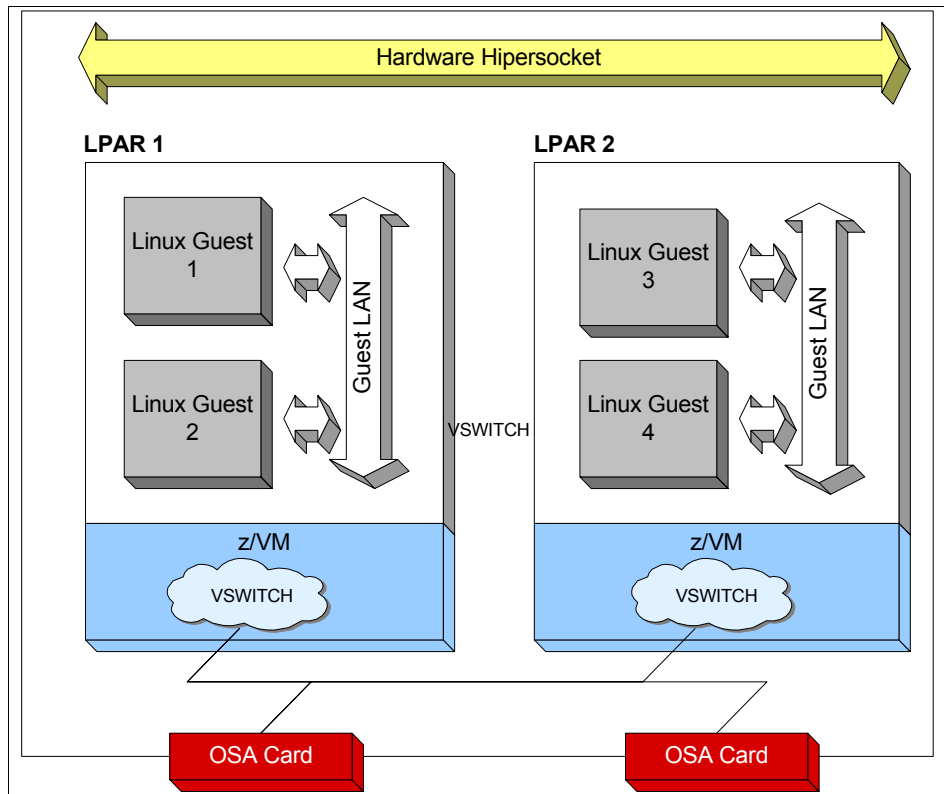 Hardware Hipersocket
LPAR 1
Linux Guest
1
Linux Guest
2
Guest LAN
z/VM
VSWITCH
VSWITCH
LPAR 2
Linux Guest
3
Linux Guest
4
Guest LAN
z/VM
VSWITCH
OSA Card
OSA Card